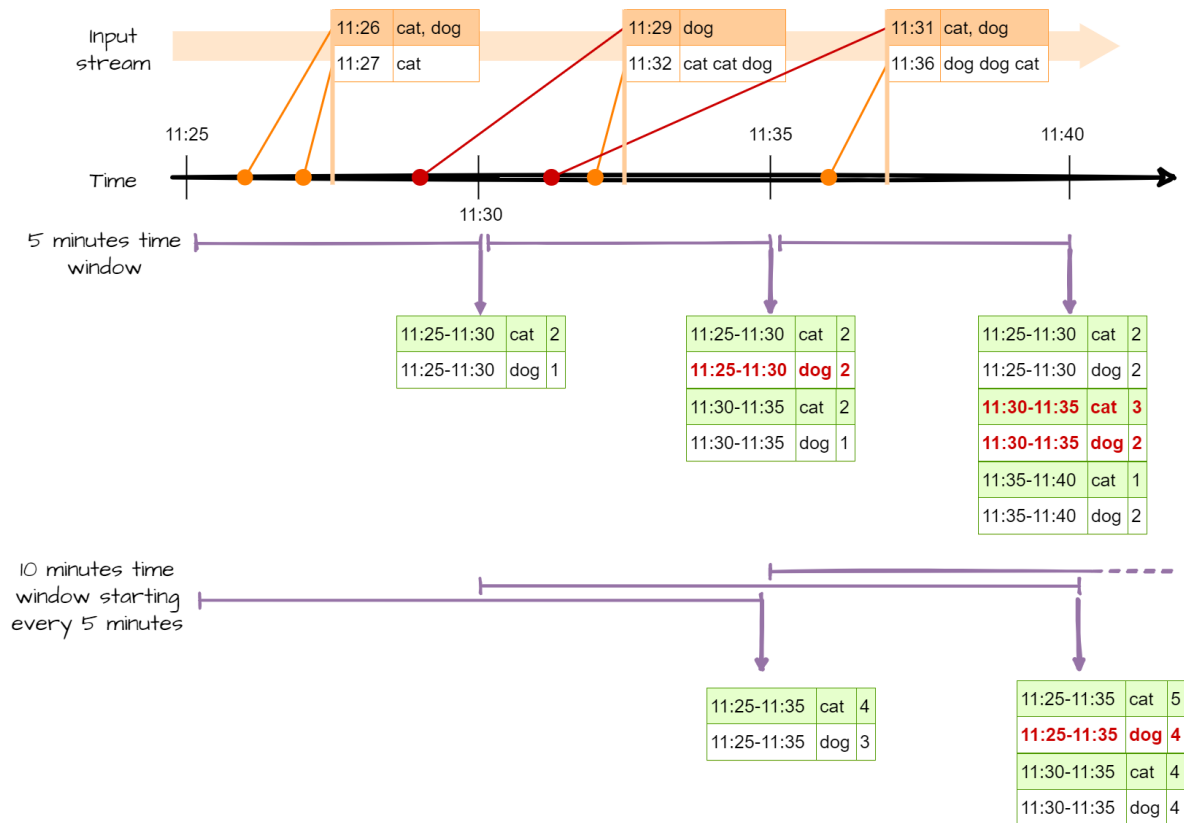 Input
stream
11:26 cat, dog
11:27 cat
11:29 dog
11:32 cat cat dog
11:31 cat, dog
11:36 dog dog cat
11:25
11:35
11:40
Time
11:30
5 minutes time
window
11:25-11:30 cat 2
11:25-11:30 dog 1
11:25-11:30 cat 2
11:25-11:30 dog 2
11:30-11:35 cat 2
11:30-11:35 dog 1
11:25-11:30 cat 2
11:25-11:30 dog 2
11:30-11:35 cat 3
11:30-11:35 dog 2
11:35-11:40 cat 1
11:35-11:40 dog 2
10 minutes time
window starting
every 5 minutes
11:25-11:35 cat 4
11:25-11:35 dog 3
11:25-11:35 cat 5
11:25-11:35 dog 4
11:30-11:35 cat 4
11:30-11:35 dog 4